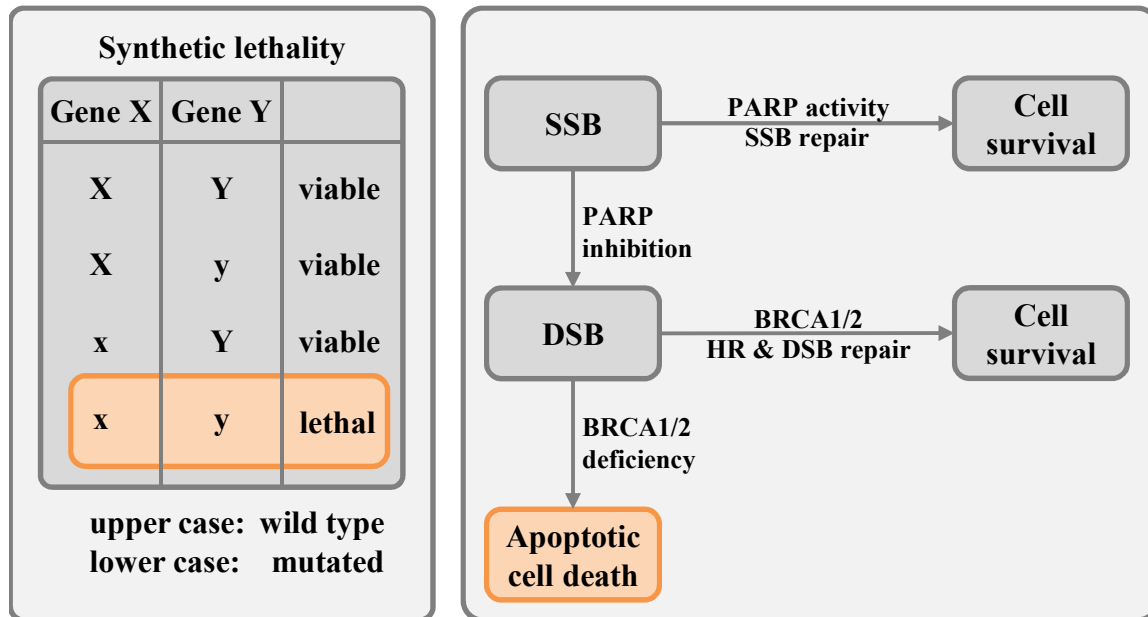 Synthetic lethality
Gene X Gene Y
X Y viable
X y viable
x Y viable
x y lethal
upper case: wild type
lower case: mutated
SSB
PARP activity
SSB repair
Cell
survival
PARP
inhibition
DSB
BRCA1/2
HR & DSB repair
Cell
survival
BRCA1/2
deficiency
Apoptotic
cell death